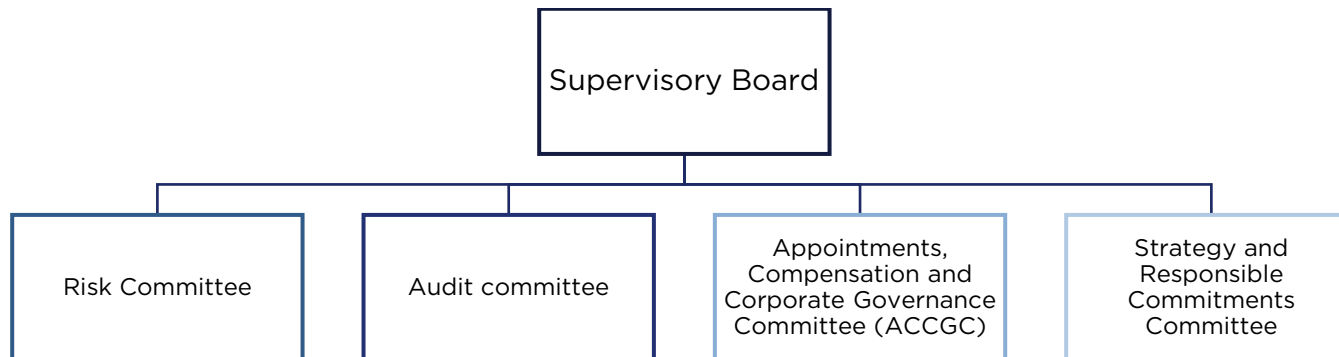 Supervisory Board
Risk Committee
Audit committee
Appointments,
Compensation and
Corporate Governance
Committee (ACCGC)
Strategy and
Responsible
Commitments
Committee